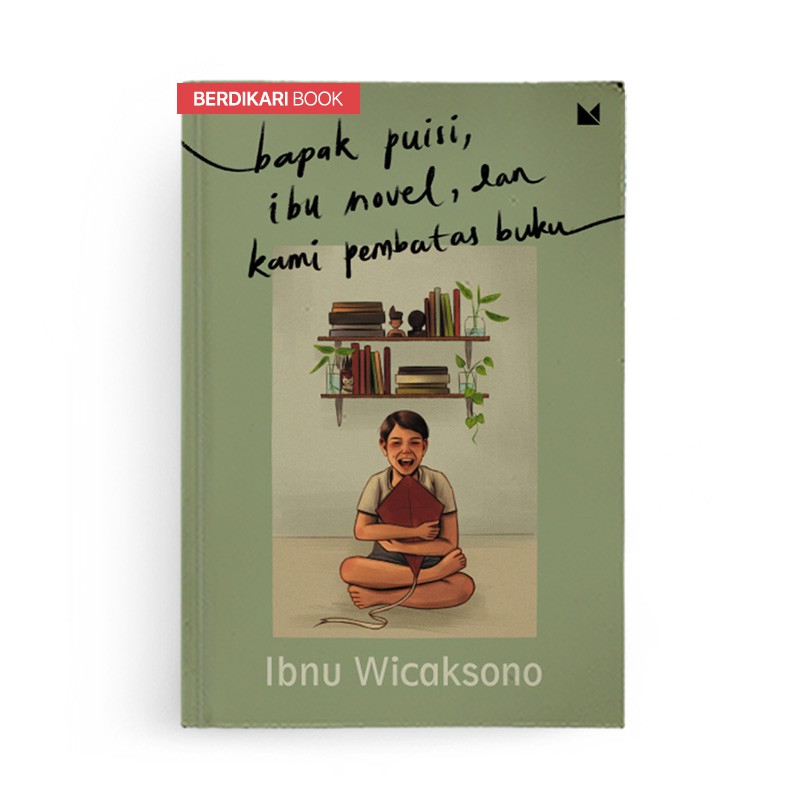 BERDIKARI BOOK
bapak puisi,
ibu novel, dan
kami pembatas buku
Ibnu Wicaksono